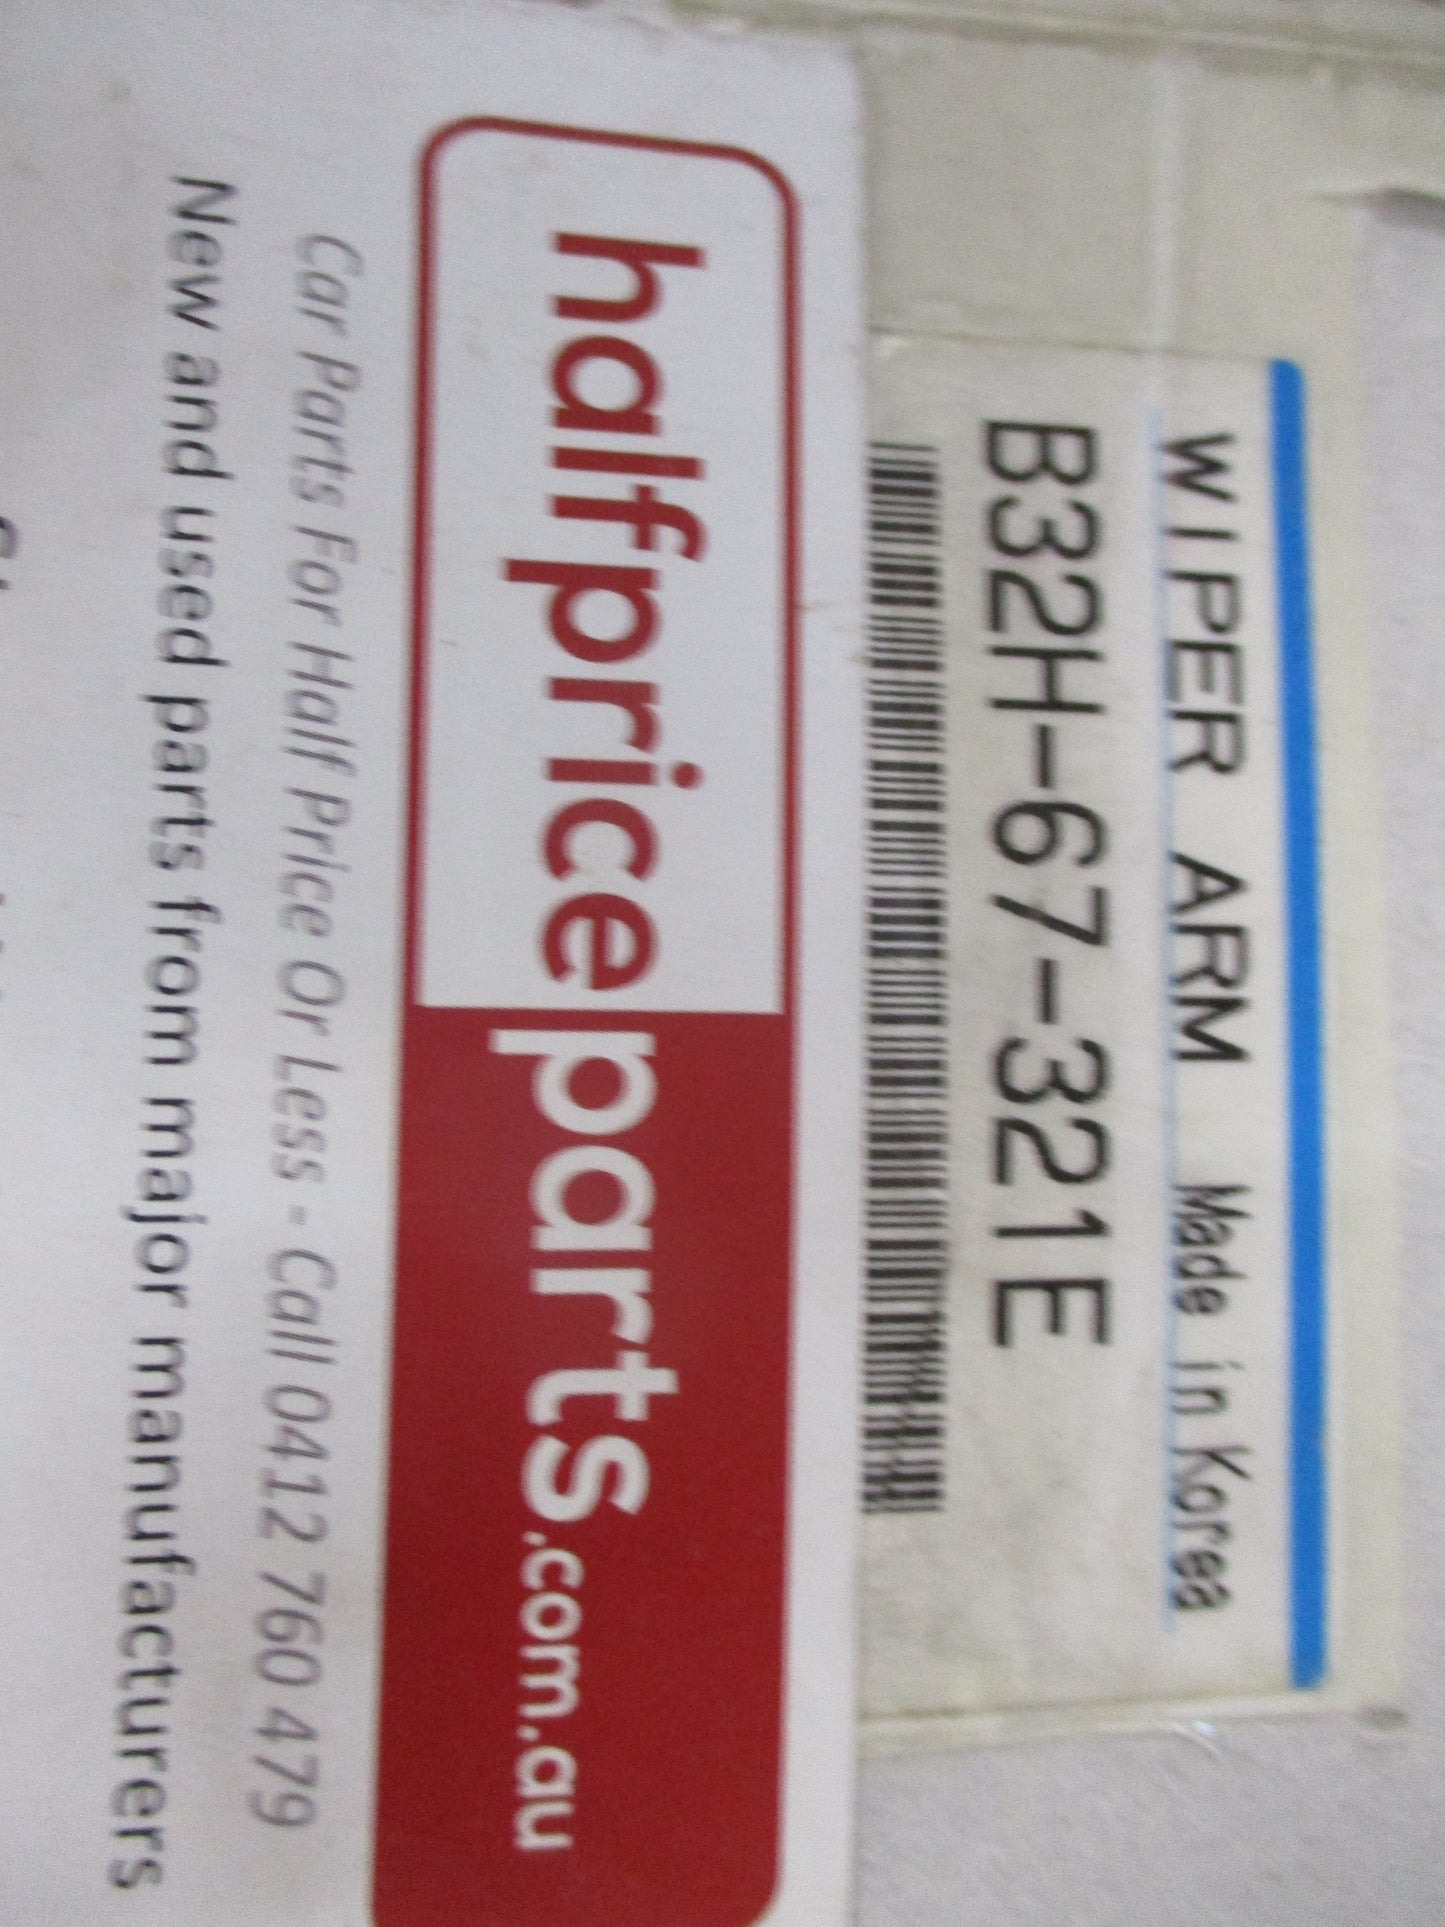 WIPER ARM Made in Korea
B32H-67-321E
halfpriceparts.com.au
Car Parts For Half Price Or Less - Call 0412 760 479
New and used parts from major manufacturers